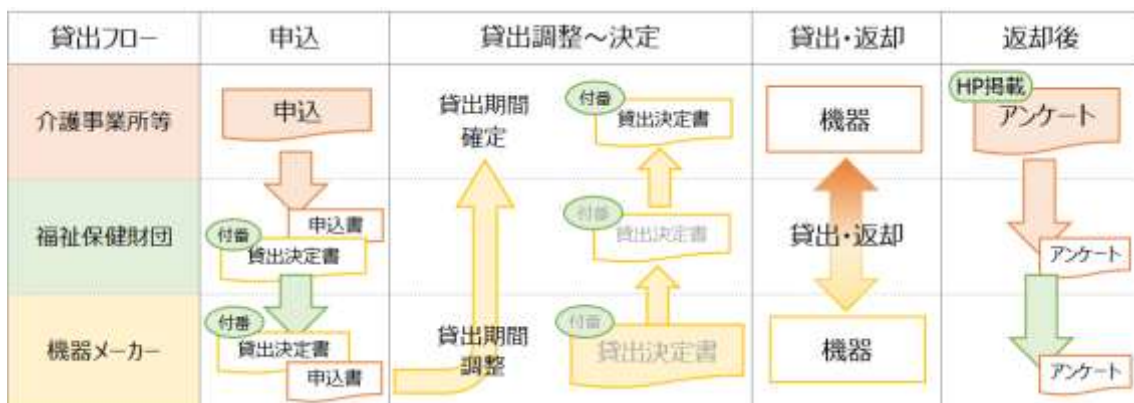 貸出フロー
申込
貸出調整～決定
貸出・返却
返却後
介護事業所等
申込
貸出期間
確定
付番
貸出決定書
機器
HP掲載
アンケート
福祉保健財団
申込書
付番
貸出決定書
付番
貸出決定書
貸出・返却
アンケート
機器メーカー
付番
貸出決定書
申込書
貸出期間
調整
付番
貸出決定書
機器
アンケート